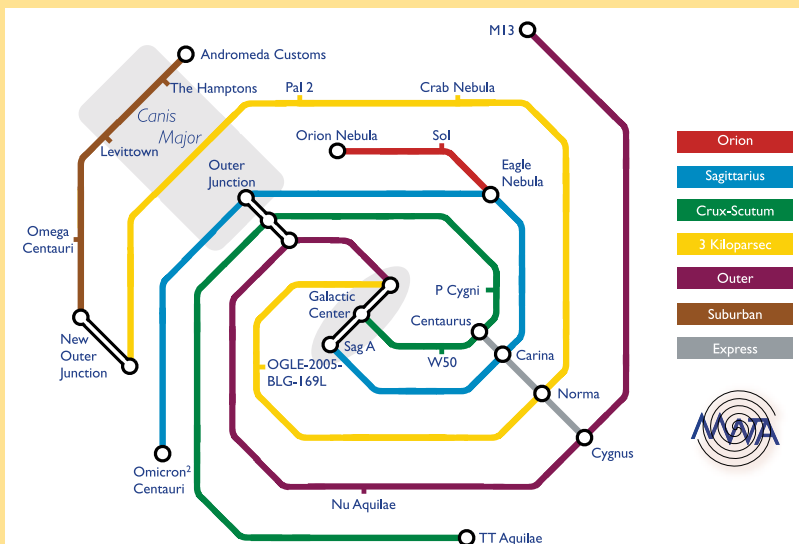 M13
Andromeda Customs
The Hamptons
Pal 2
Crab Nebula
Canis
Major
Levittown
Orion Nebula
Sol
Outer
Junction
Eagle
Nebula
Omega
Centauri
Galactic
Center
P Cygni
Centaurus
New
Outer
Junction
Sag A
W50
Carina
OGLE-2005-
BLG-169L
Norma
Omicron²
Centauri
Cygnus
Nu Aquilae
TT Aquilae
Orion
Sagittarius
Crux-Scutum
3 Kiloparsec
Outer
Suburban
Express
MWTA